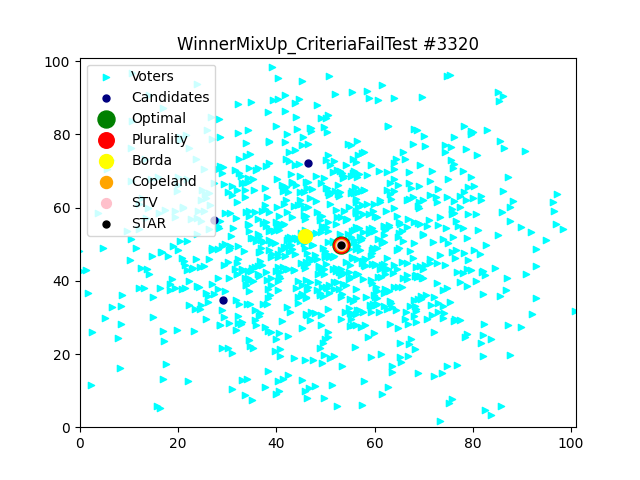 WinnerMixUp_CriteriaFailTest #3320
100
80
60
40
20
0
Voters
Candidates
Optimal
Plurality
Borda
Copeland
STV
STAR
0 20 40 60 80 100